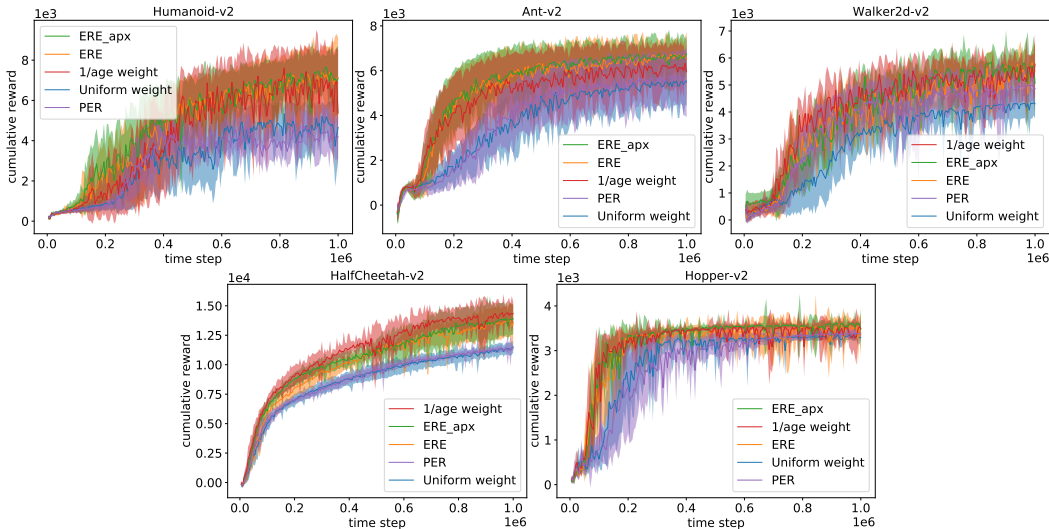 Humanoid-v2
1e3
cumulative reward
8
6
4
2
0
ERE_apx
ERE
1/age weight
Uniform weight
PER
0.0 0.2 0.4 0.6 0.8 1.0
1e6
time step
Ant-v2
1e3
cumulative reward
8
6
4
2
0
ERE_apx
ERE
1/age weight
PER
Uniform weight
0.0 0.2 0.4 0.6 0.8 1.0
1e6
time step
Walker2d-v2
1e3
cumulative reward
7
6
5
4
3
2
1
0
1/age weight
ERE_apx
ERE
PER
Uniform weight
0.0 0.2 0.4 0.6 0.8 1.0
1e6
time step
HalfCheetah-v2
1e4
cumulative reward
1.50
1.25
1.00
0.75
0.50
0.25
0.00
1/age weight
ERE_apx
ERE
PER
Uniform weight
0.0 0.2 0.4 0.6 0.8 1.0
1e6
time step
Hopper-v2
1e3
cumulative reward
4
3
2
1
0
ERE_apx
1/age weight
ERE
Uniform weight
PER
0.0 0.2 0.4 0.6 0.8 1.0
1e6
time step